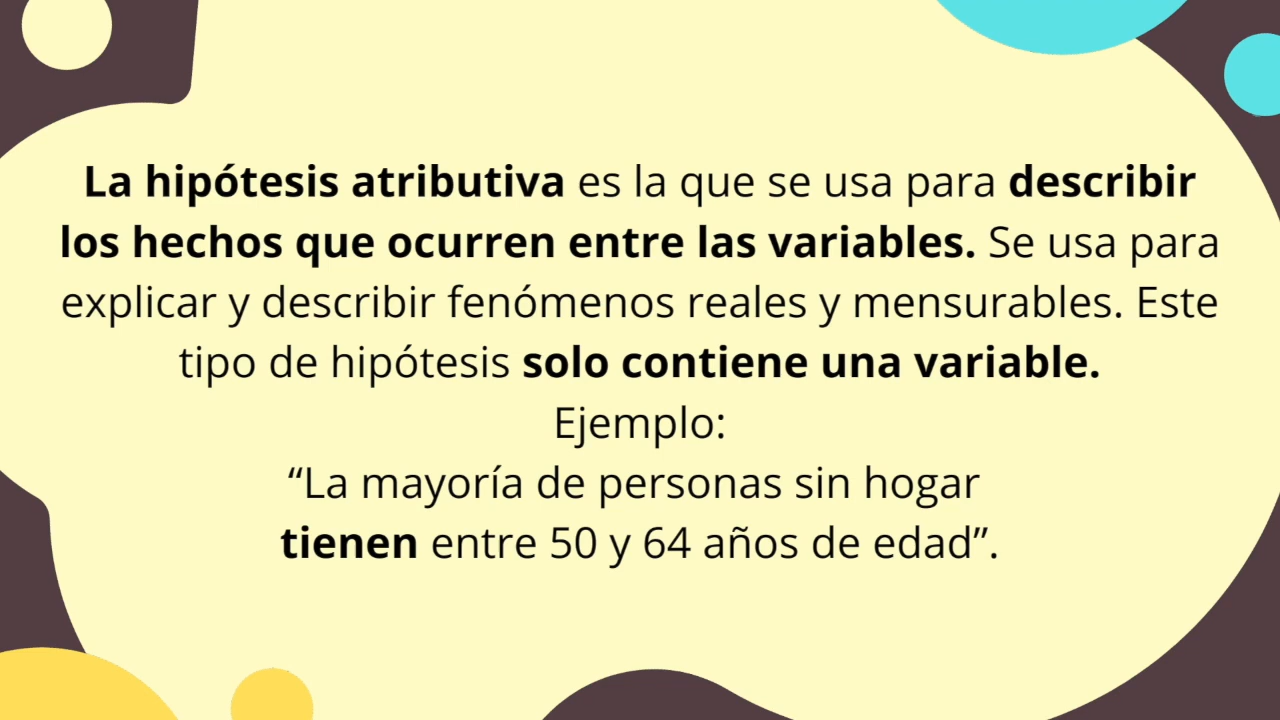 La hipótesis atributiva es la que se usa para describir
los hechos que ocurren entre las variables. Se usa para
explicar y describir fenómenos reales y mensurables. Este
tipo de hipótesis solo contiene una variable.
Ejemplo:
“La mayoría de personas sin hogar
tienen entre 50 y 64 años de edad”.